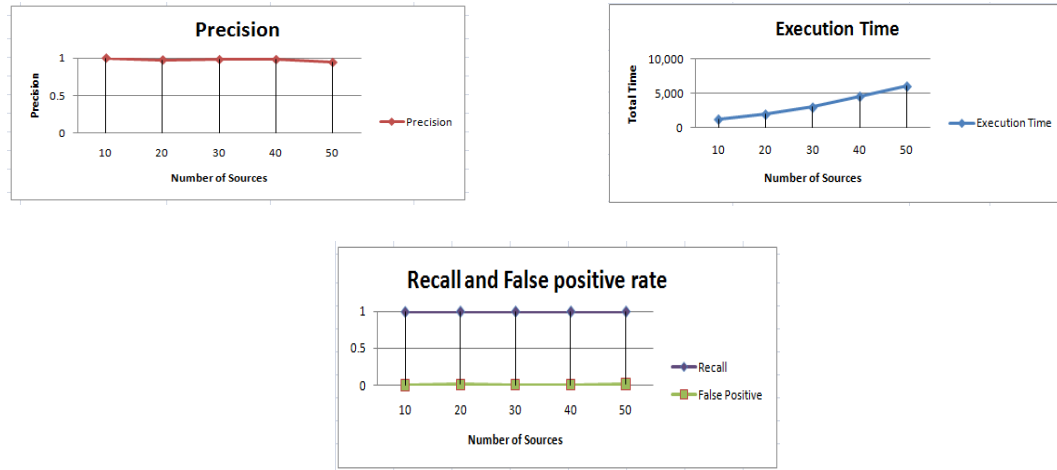 Precision
Precision
1
0.5
0
10 20 30 40 50
Number of Sources
Precision
Execution Time
Total Time
10,000
5,000
0
10 20 30 40 50
Number of Sources
Execution Time
Recall and False positive rate
1
0.5
0
10 20 30 40 50
Number of Sources
Recall
False Positive